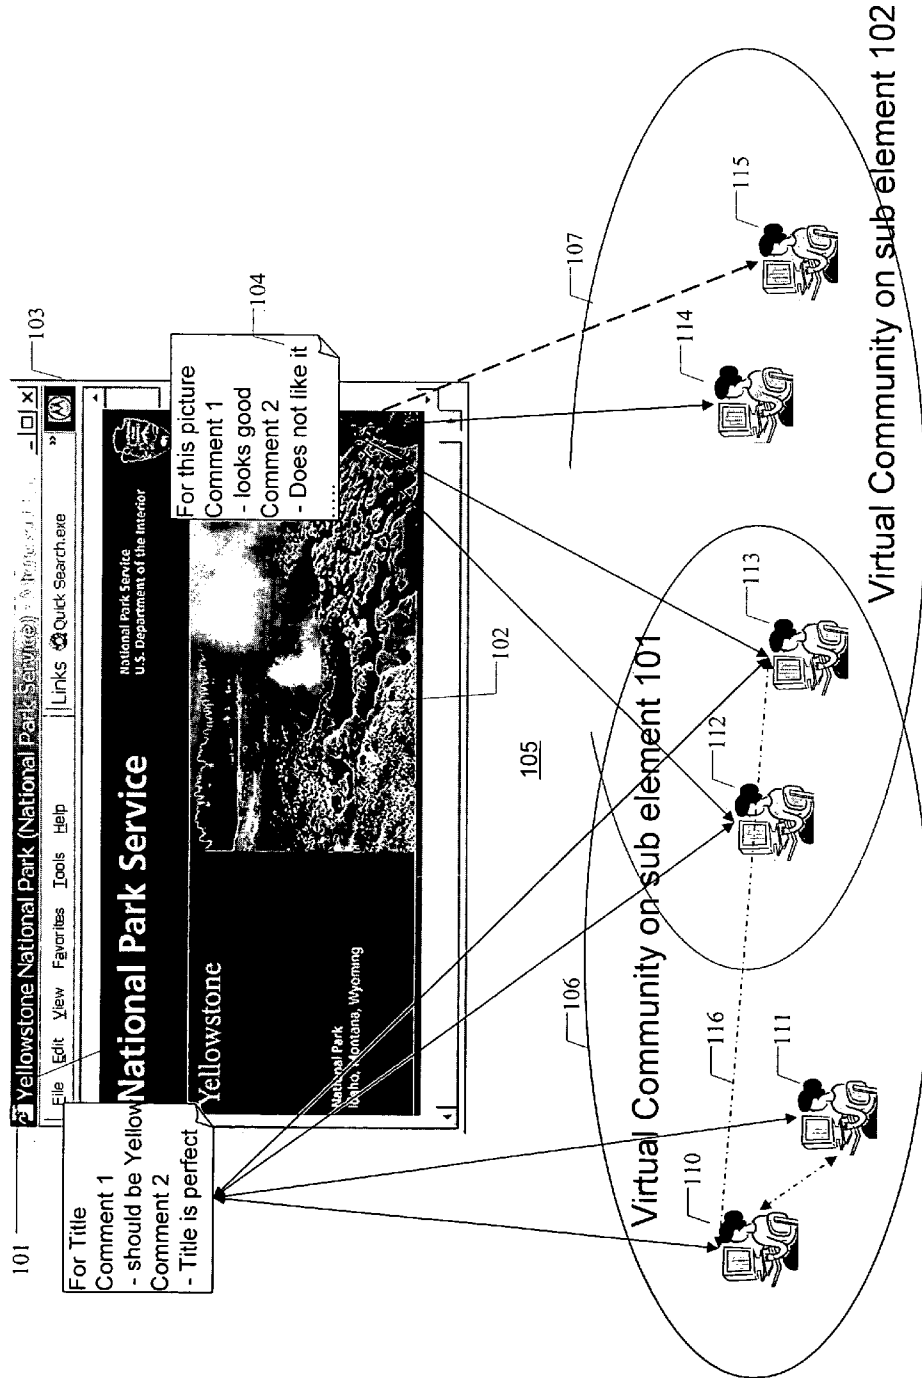 101
103
Yellowstone National Park (National Park Service)
File Edit View Favorites Tools Help
Links Quick Search.exe
»
For Title
Comment 1
- should be Yellow
Comment 2
- Title is perfect
National Park Service
National Park Service
U.S. Department of the Interior
Yellowstone
National Park
Idaho, Montana, Wyoming
For this picture
Comment 1
- looks good
Comment 2
- Does not like it
.....
104
102
105
106
107
Virtual Community on sub element 101
110
116
111
112
113
114
115
Virtual Community on sub element 102